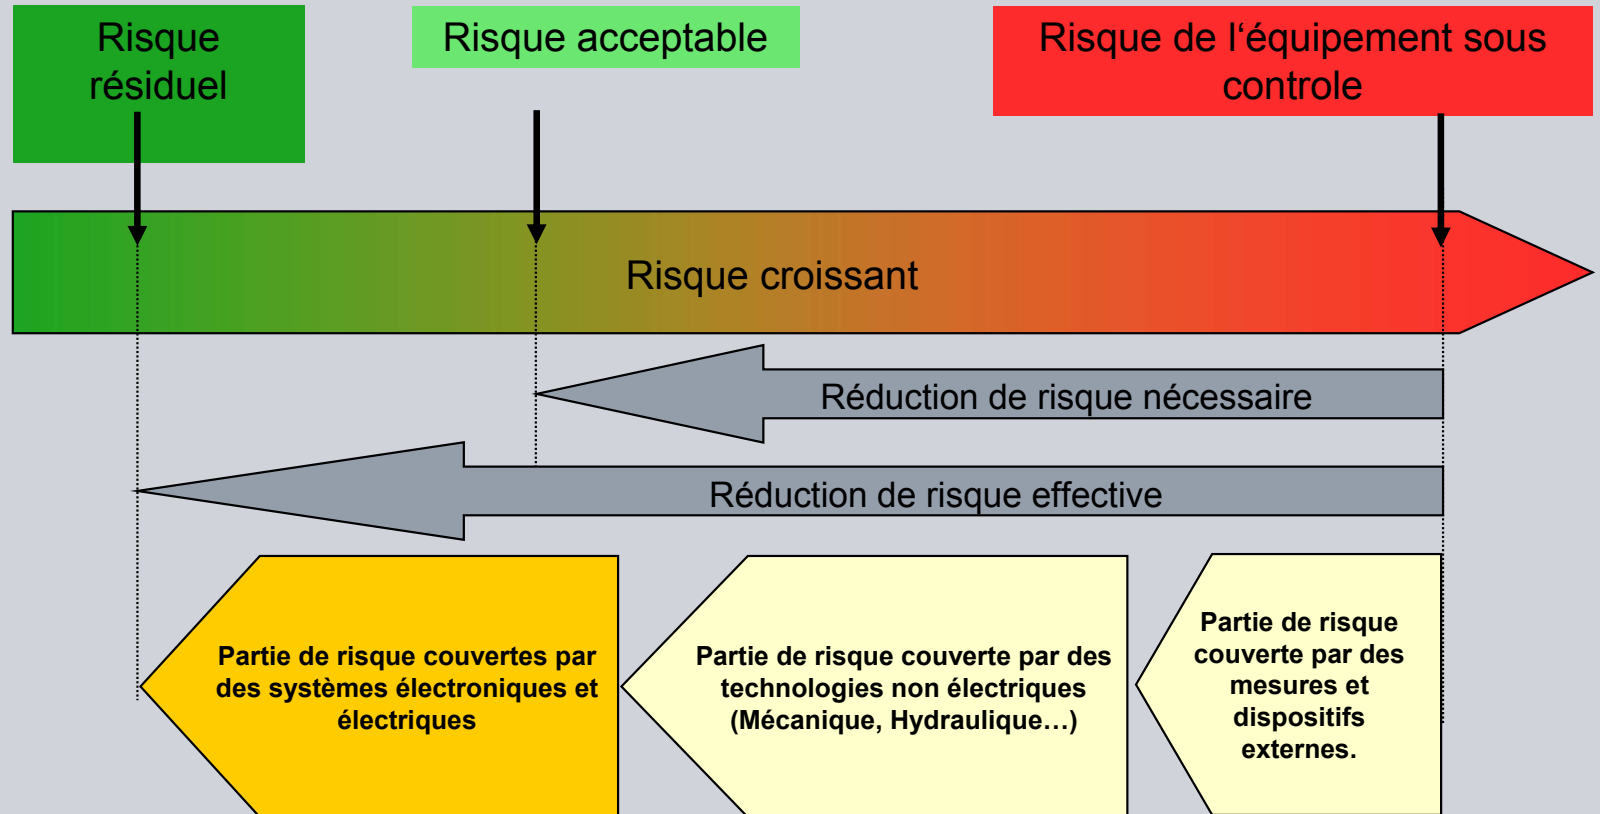 Risque
résiduel
Risque acceptable
Risque de l‘équipement sous
controle
Risque croissant
Réduction de risque nécessaire
Réduction de risque effective
Partie de risque couvertes par
des systèmes électroniques et
électriques
Partie de risque couverte par des
technologies non électriques
(Mécanique, Hydraulique…)
Partie de risque
couverte par des
mesures et
dispositifs
externes.